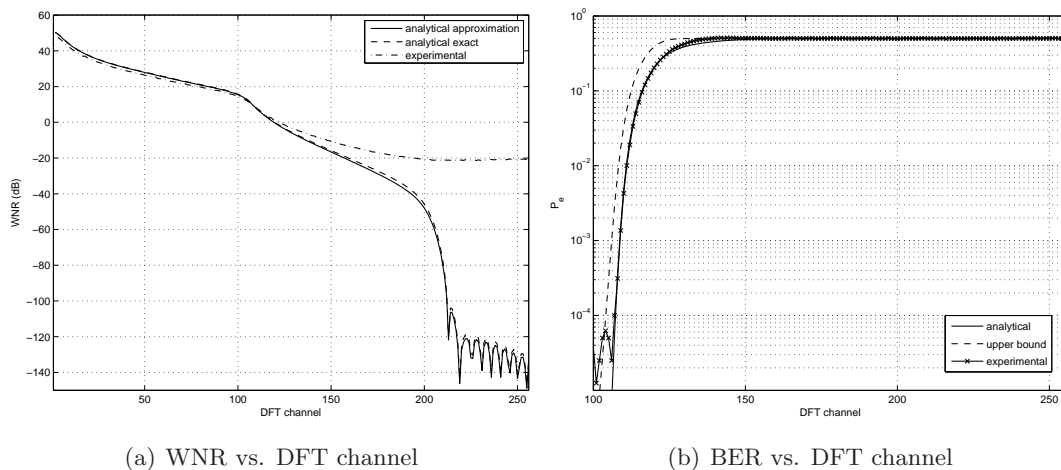 60
40
20
0
−20
−40
−60
−80
−100
−120
−140
WNR (dB)
50
100
150
200
250
DFT channel
analytical approximation
analytical exact
experimental
(a) WNR vs. DFT channel
10^0
10^−1
10^−2
10^−3
10^−4
P_e
100
150
200
250
DFT channel
analytical
upper bound
experimental
(b) BER vs. DFT channel